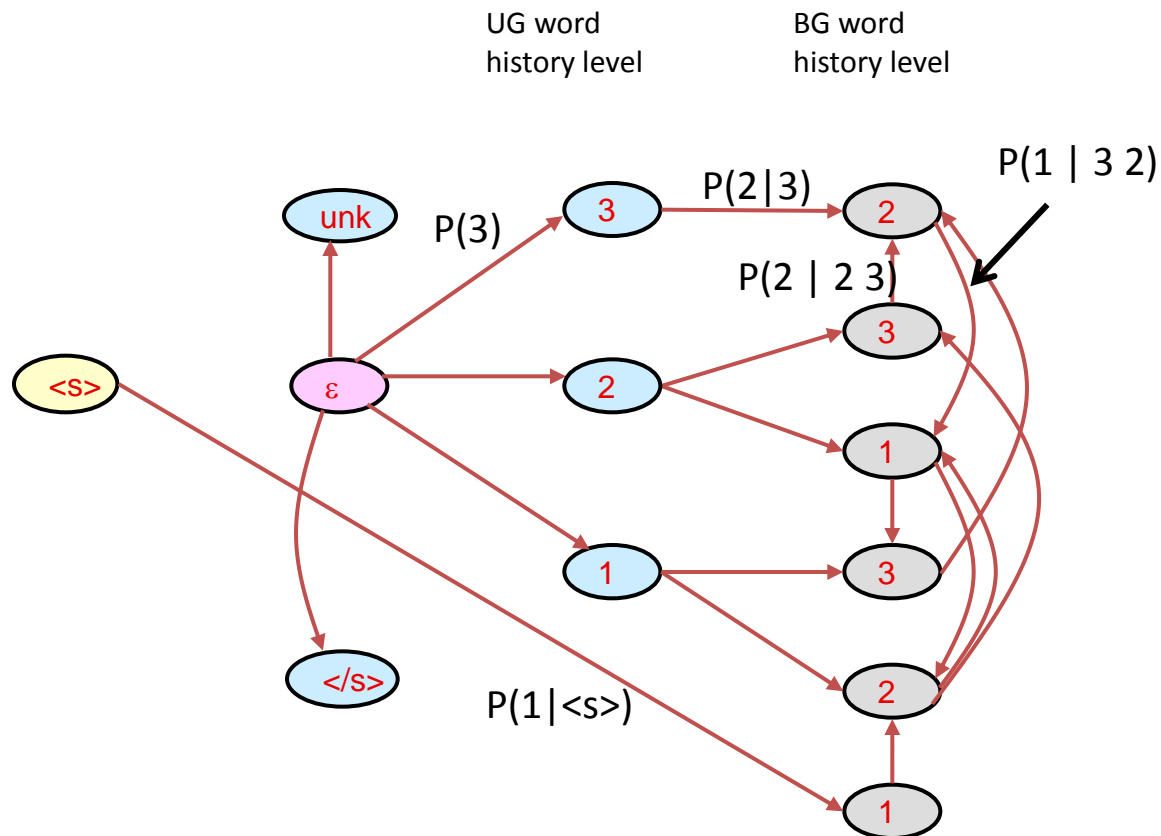 UG word
history level
BG word
history level
P(1 | 3 2)
unk
P(3)
3
P(2|3)
2
P(2 | 2 3)
3
<s>
ε
2
1
1
3
</s>
P(1|<s>)
2
1